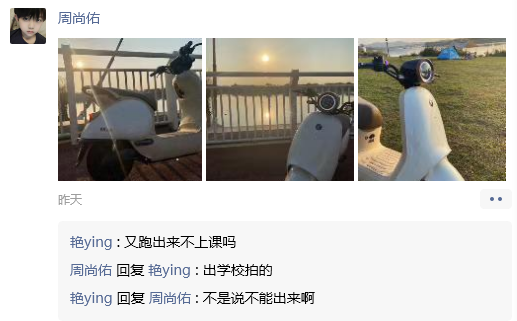 周尚佑
昨天
艳ying : 又跑出来不上课吗
周尚佑 回复 艳ying : 出学校拍的
艳ying 回复 周尚佑 : 不是说不能出来啊